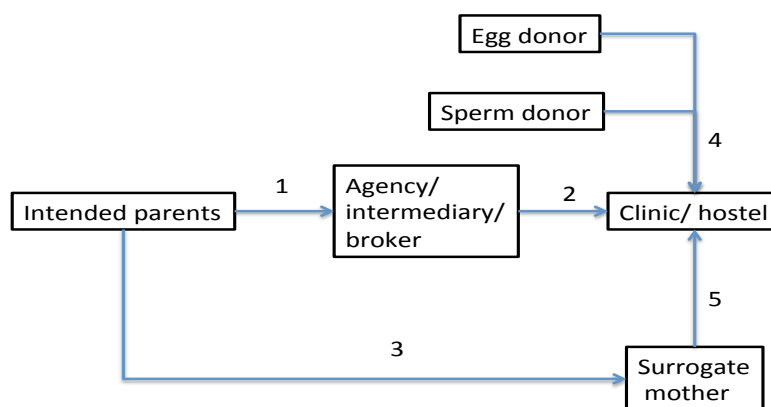 Egg donor
Sperm donor
4
1
Agency/
intermediary/
broker
2
Intended parents
Clinic/ hostel
5
3
Surrogate
mother